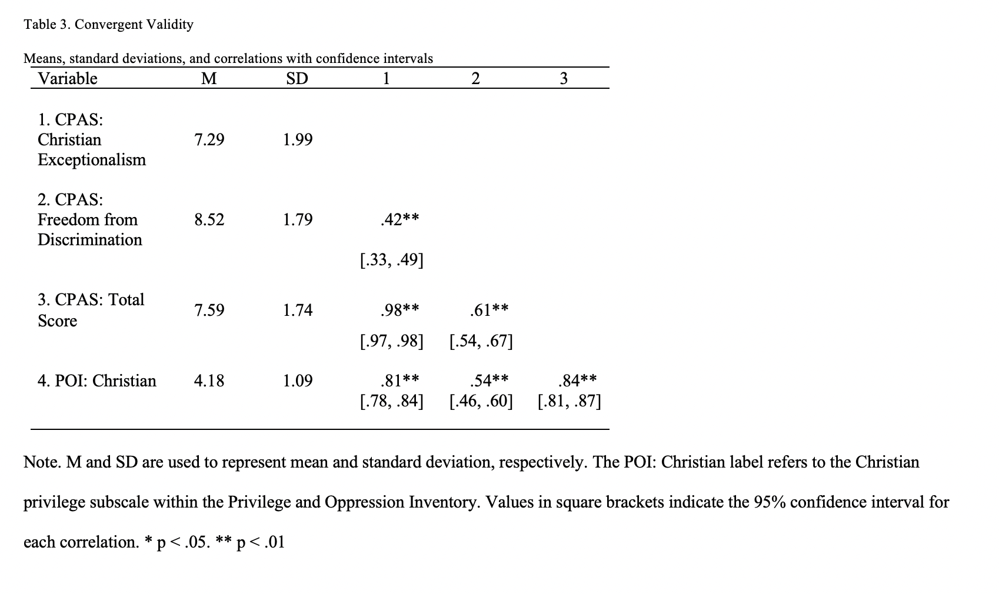 Table 3. Convergent Validity
Means, standard deviations, and correlations with confidence intervals
Variable M SD 1 2 3
1. CPAS:
Christian 7.29 1.99
Exceptionalism
2. CPAS:
Freedom from 8.52 1.79 .42**
Discrimination
[.33, .49]
3. CPAS: Total
7.59 1.74 .98** .61**
Score
[.97, .98] [.54, .67]
4. POI: Christian 4.18 1.09 .81** .54** .84**
[.78, .84] [.46, .60] [.81, .87]
Note. M and SD are used to represent mean and standard deviation, respectively. The POI: Christian label refers to the Christian
privilege subscale within the Privilege and Oppression Inventory. Values in square brackets indicate the 95% confidence interval for
each correlation. * p < .05. ** p < .01